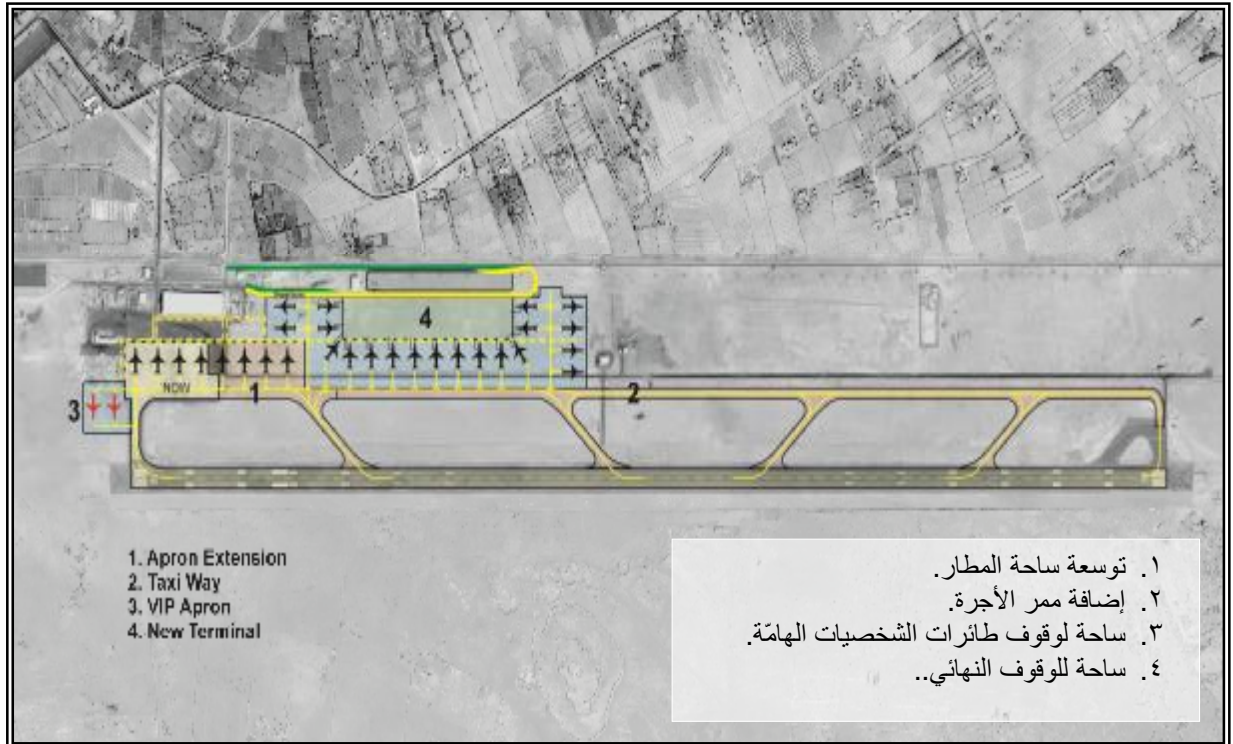 4
NOW
1
2
3
1. Apron Extension
2. Taxi Way
3. VIP Apron
4. New Terminal
١. توسعة ساحة المطار.
٢. إضافة ممر الأجرة.
٣. ساحة لوقوف طائرات الشخصيات الهامّة.
٤. ساحة للوقوف النهائي..